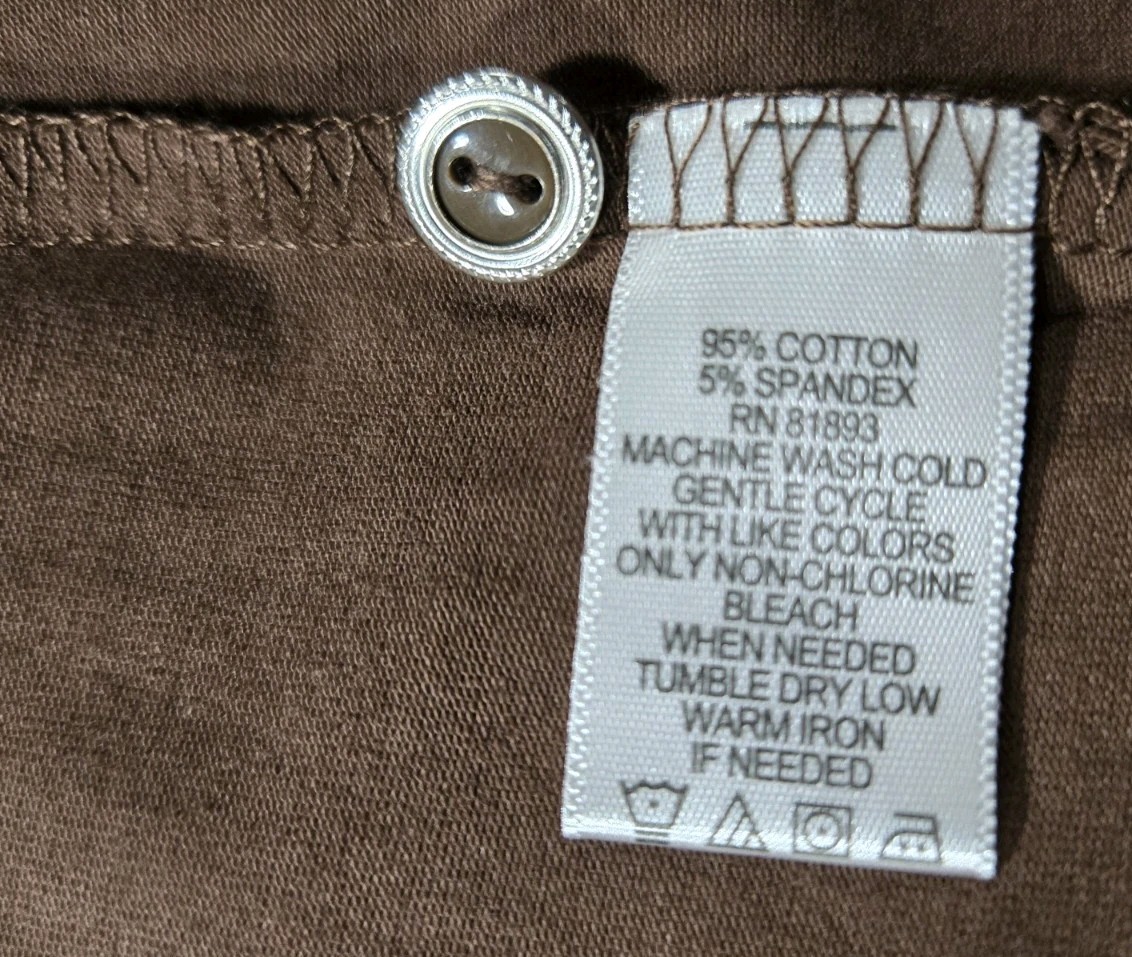 95% COTTON
5% SPANDEX
RN 81893
MACHINE WASH COLD
GENTLE CYCLE
WITH LIKE COLORS
ONLY NON-CHLORINE
BLEACH
WHEN NEEDED
TUMBLE DRY LOW
WARM IRON
IF NEEDED